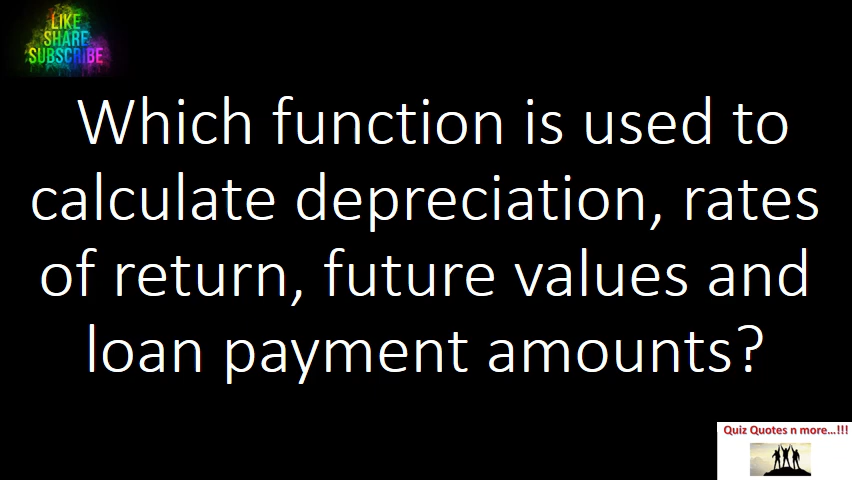 LIKE
SHARE
SUBSCRIBE
Which function is used to
calculate depreciation, rates
of return, future values and
loan payment amounts?
Quiz Quotes n more...!!!